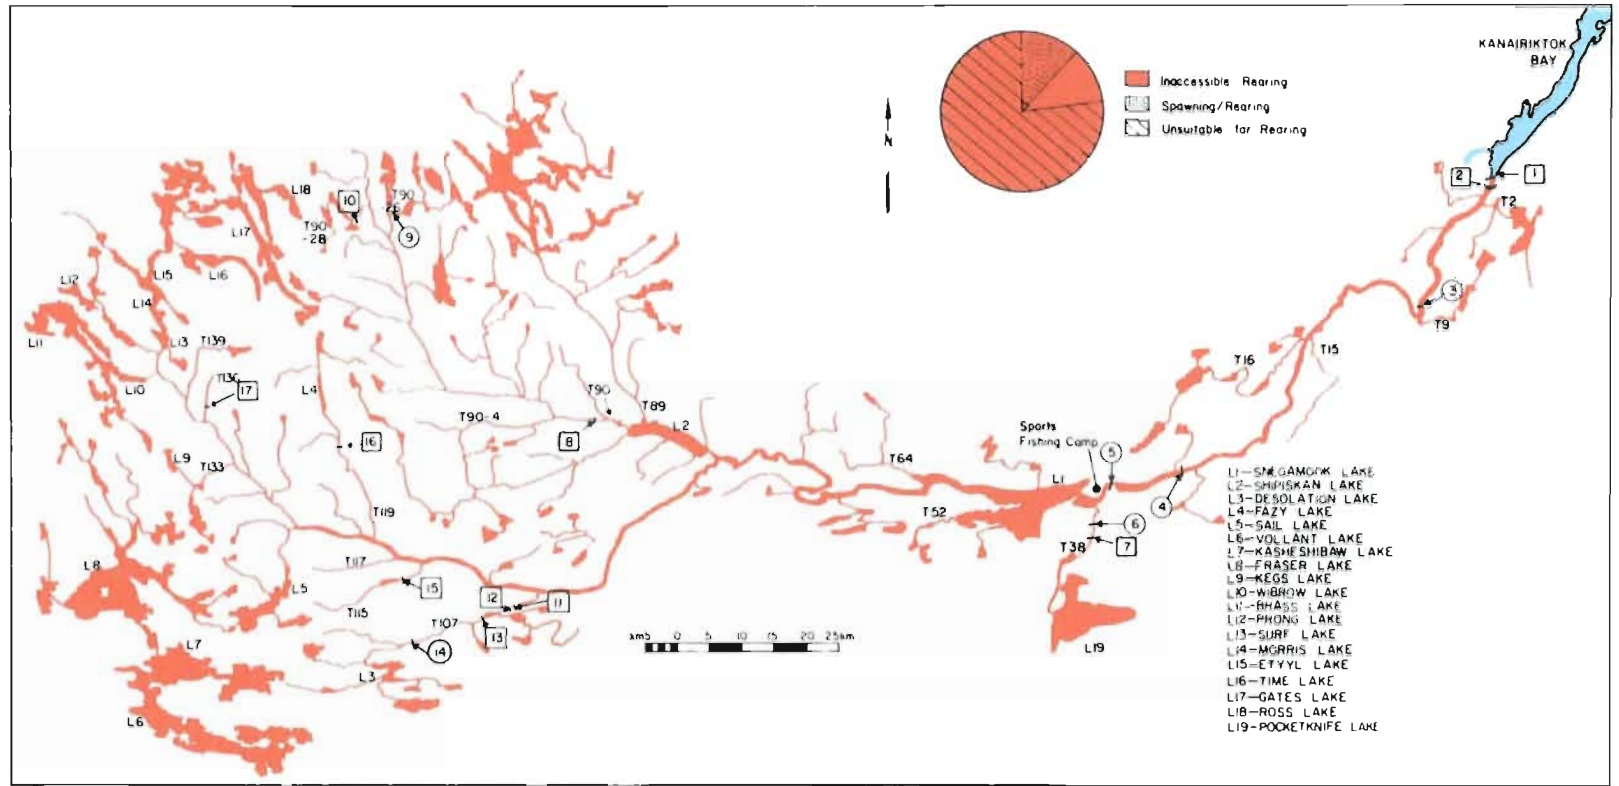 KANAIRIKTOK
BAY
Inaccessible Rearing
Spawning/Rearing
Unsuitable for Rearing
N
2
1
T2
3
T9
T15
T16
L18
10
T90
-26
9
T90
-28
L17
L12
L15
L16
L14
L11
L13
T139
L10
17
L4
T90
T89
T90-4
L2
8
16
Sports
Fishing Camp
5
L9
T133
T64
L1
4
T52
6
T38
7
T119
L8
T117
L5
15
12
11
T115
T107
13
14
L7
L3
L6
km5 0 5 10 15 20 25km
L19
L1-SNEGAMOOK LAKE
L2-SHIPISKAN LAKE
L3-DESOLATION LAKE
L4-FAZY LAKE
L5-SAIL LAKE
L6-VOLLANT LAKE
L7-KASHESHIBAW LAKE
L8-FRASER LAKE
L9-KEGS LAKE
L10-WIBROW LAKE
L11-BRASS LAKE
L12-PRONG LAKE
L13-SURF LAKE
L14-MORRIS LAKE
L15-ETYYL LAKE
L16-TIME LAKE
L17-GATES LAKE
L18-ROSS LAKE
L19-POCKETKNIFE LAKE